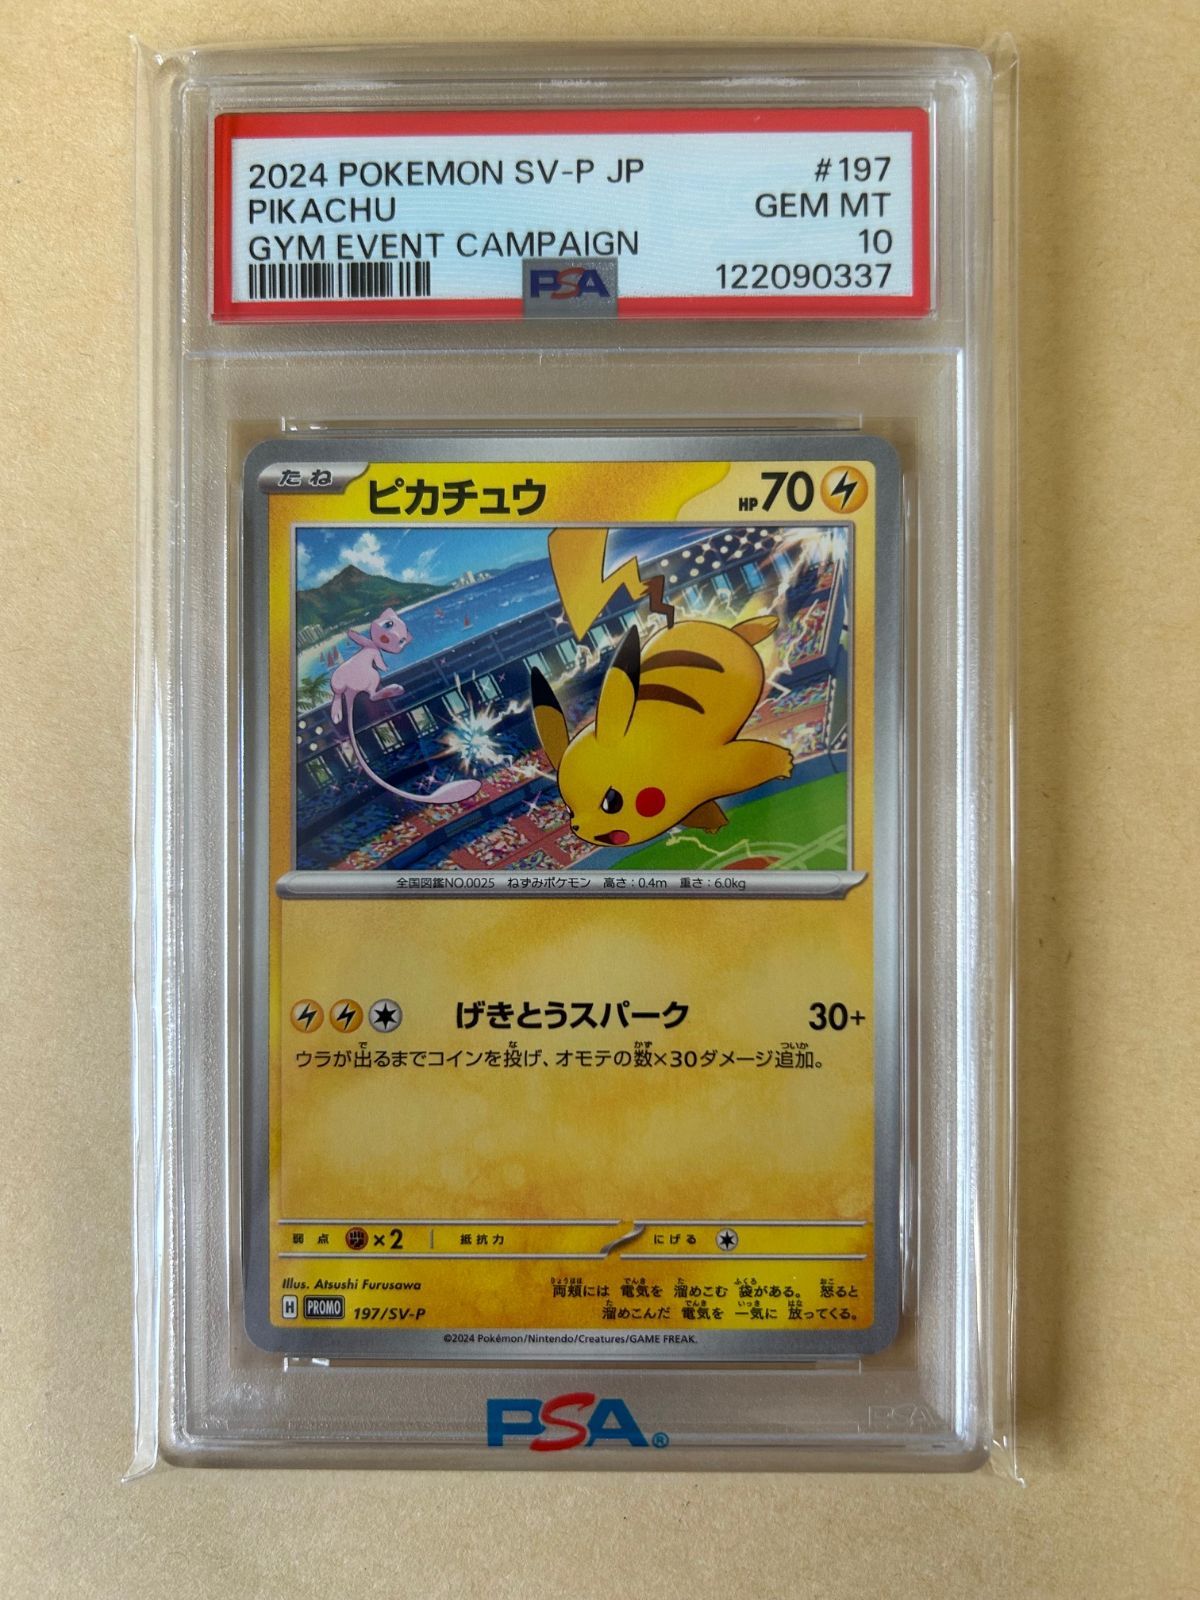 2024 POKEMON SV-P JP #197
PIKACHU GEM MT
GYM EVENT CAMPAIGN 10
PSA 122090337
たね ピカチュウ HP70
全国図鑑NO.0025 ねずみポケモン 高さ:0.4m 重さ:6.0kg
げきとうスパーク 30+
ウラが出るまでコインを投げ、オモテの数×30ダメージ追加。
弱点 ×2 抵抗力 にげる
Illus. Atsushi Furusawa
H PROMO 197/SV-P
両頬には 電気を 溜めこむ 袋がある。 怒ると
溜めこんだ 電気を 一気に 放ってくる。
©2024 Pokémon/Nintendo/Creatures/GAME FREAK.
PSA
PSA®